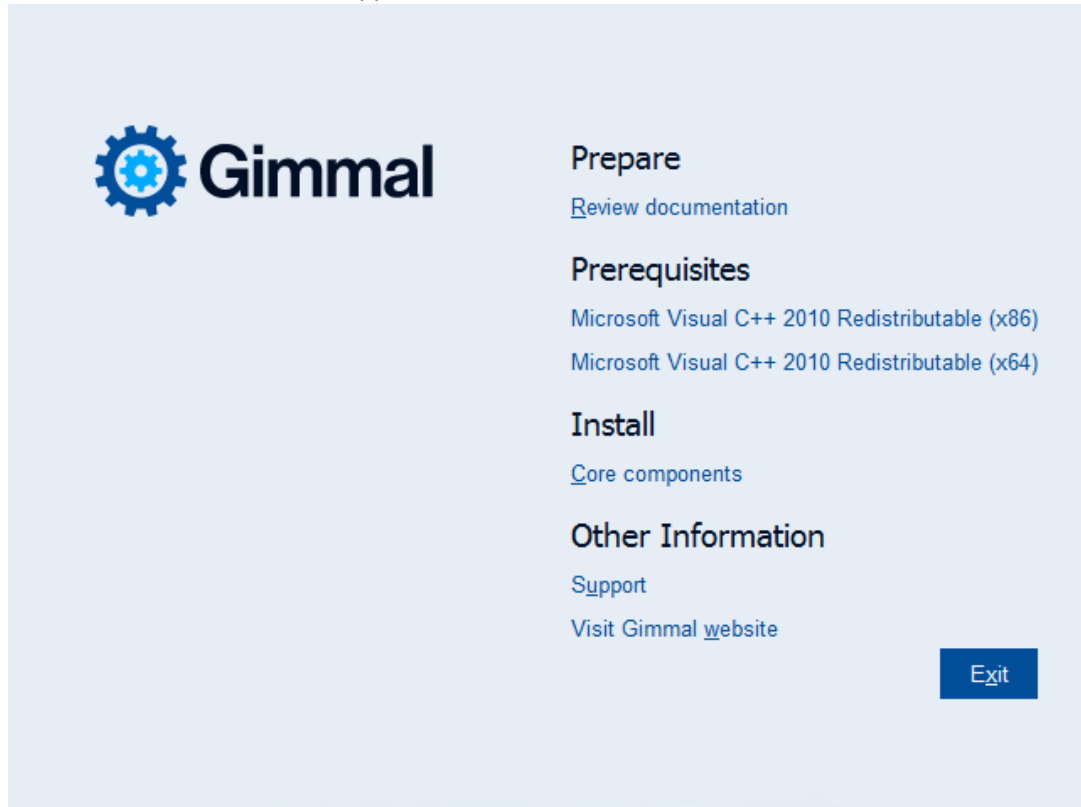 Gimmal
Prepare
Review documentation
Prerequisites
Microsoft Visual C++ 2010 Redistributable (x86)
Microsoft Visual C++ 2010 Redistributable (x64)
Install
Core components
Other Information
Support
Visit Gimmal website
Exit